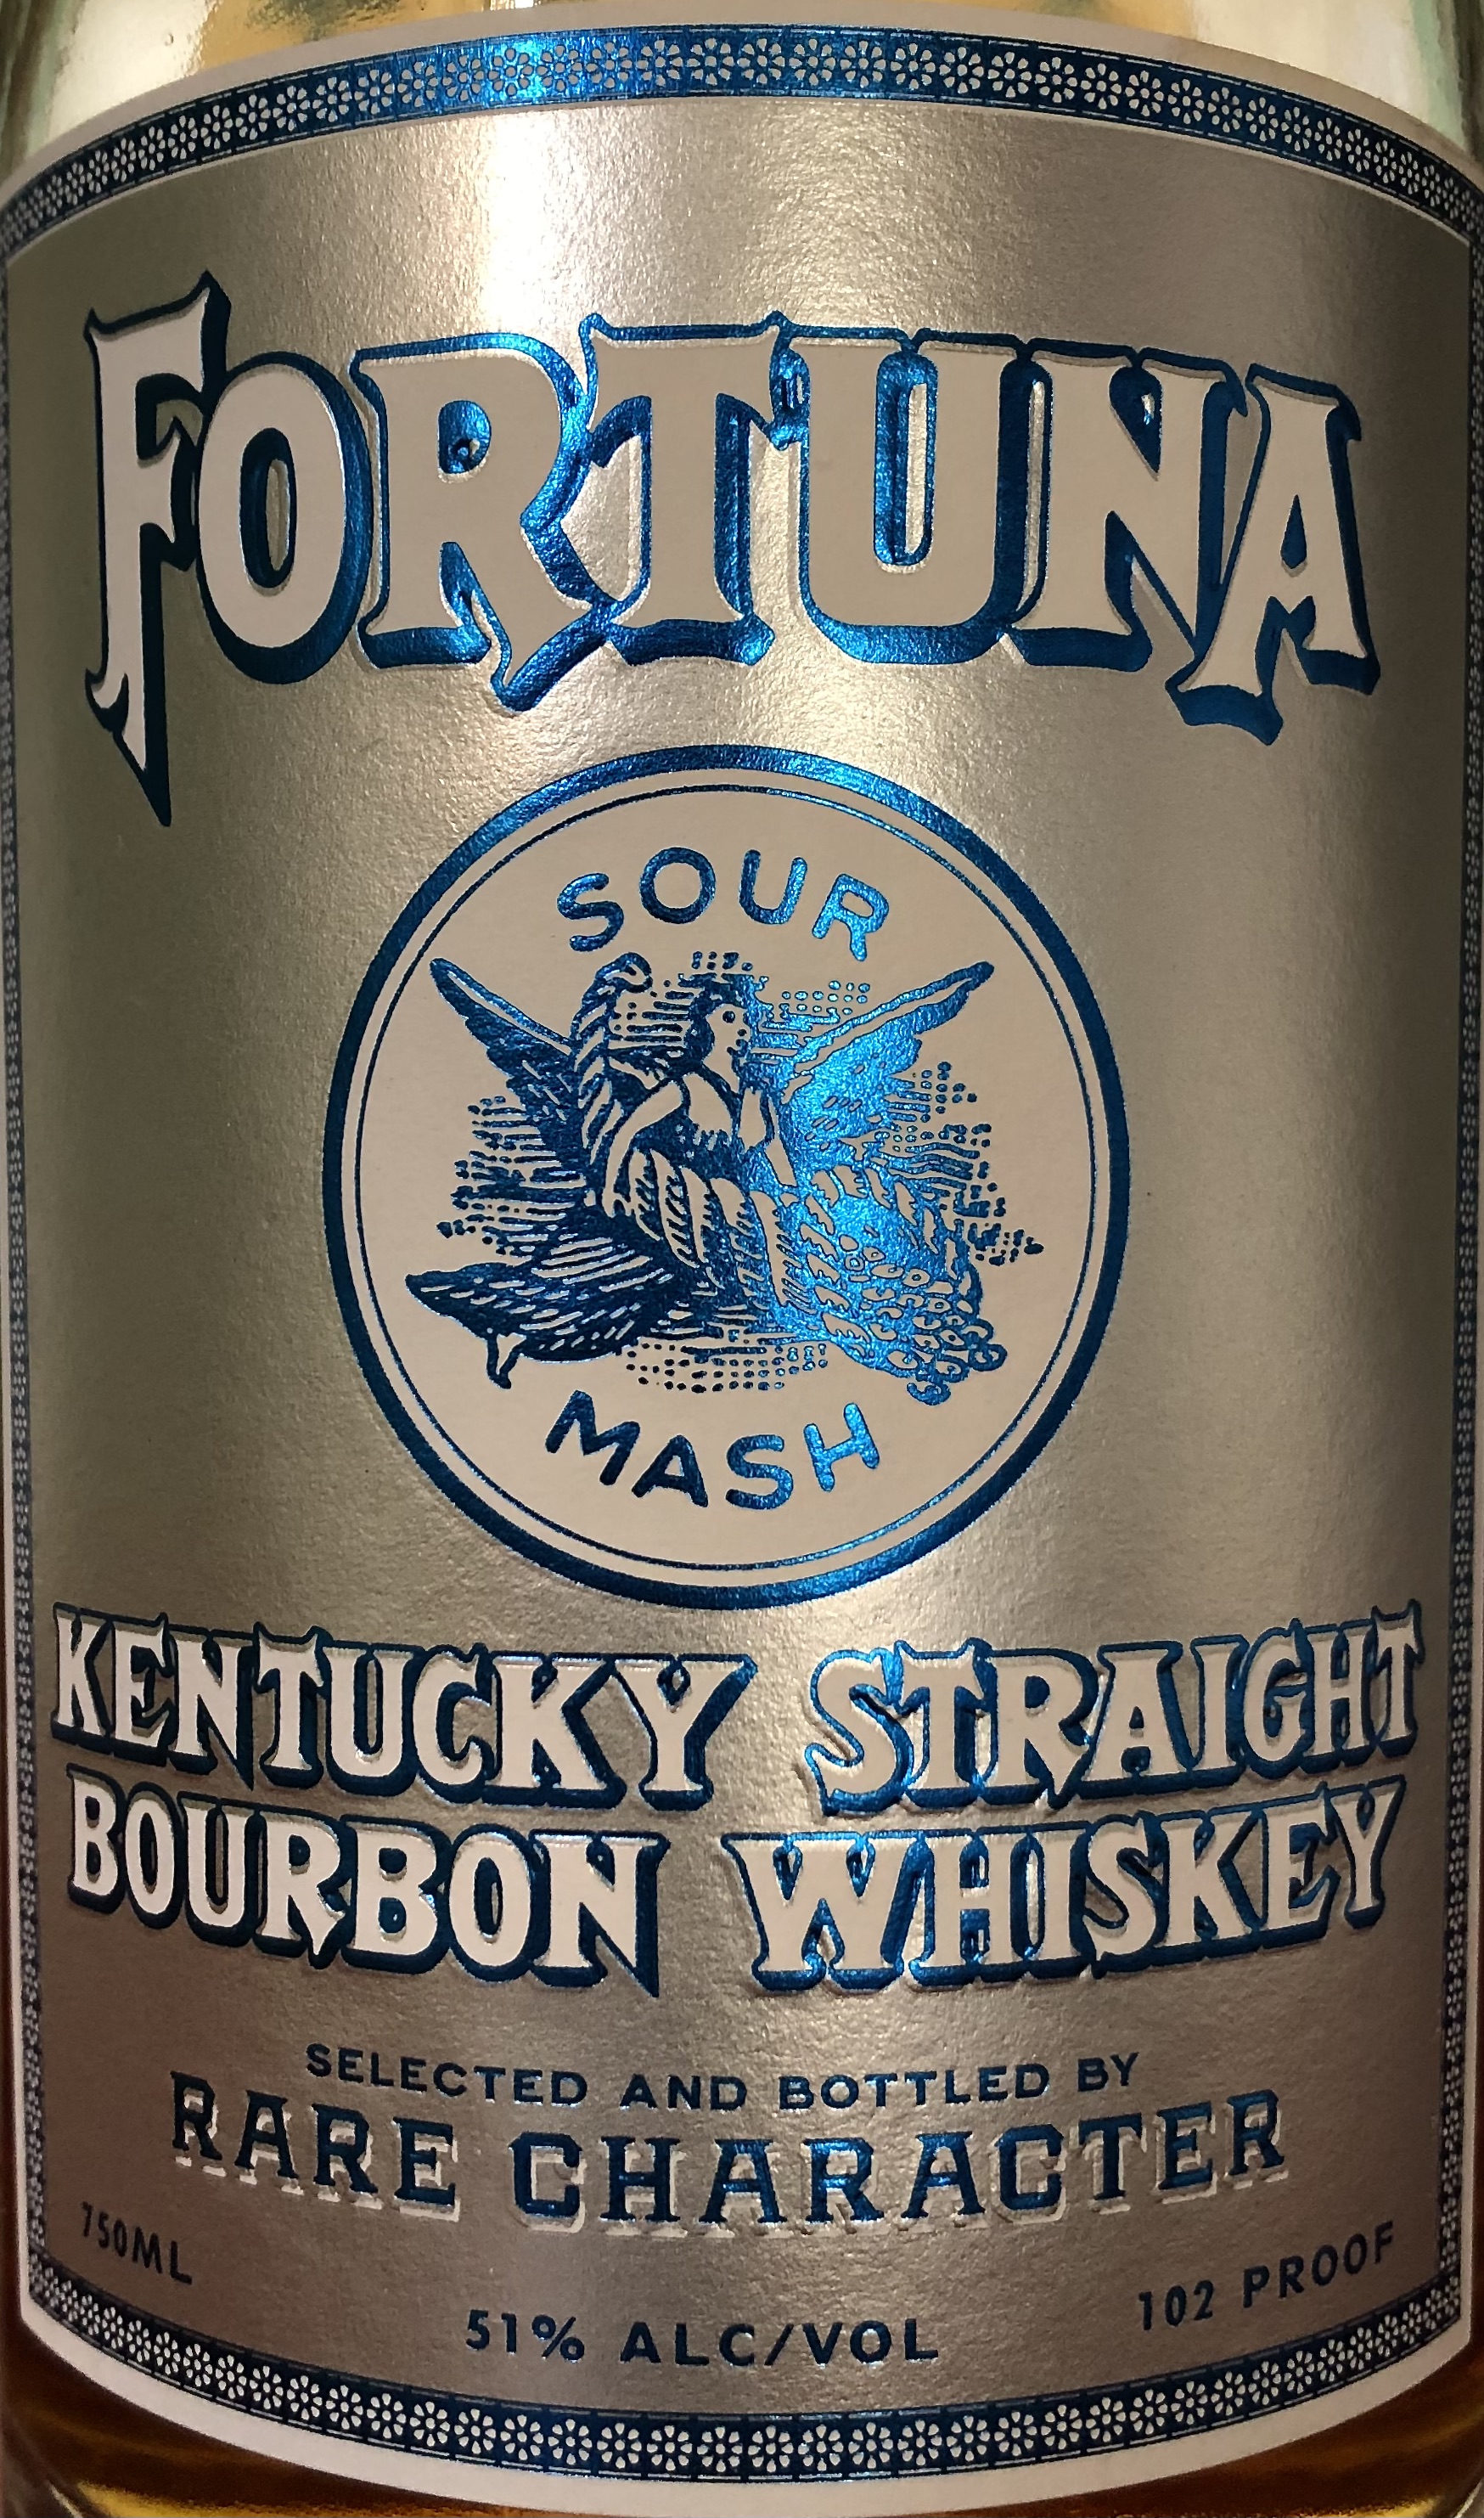 FORTUNA
SOUR
MASH
KENTUCKY STRAIGHT
BOURBON WHISKEY
SELECTED AND BOTTLED BY
RARE CHARACTER
750ML
51% ALC/VOL
102 PROOF